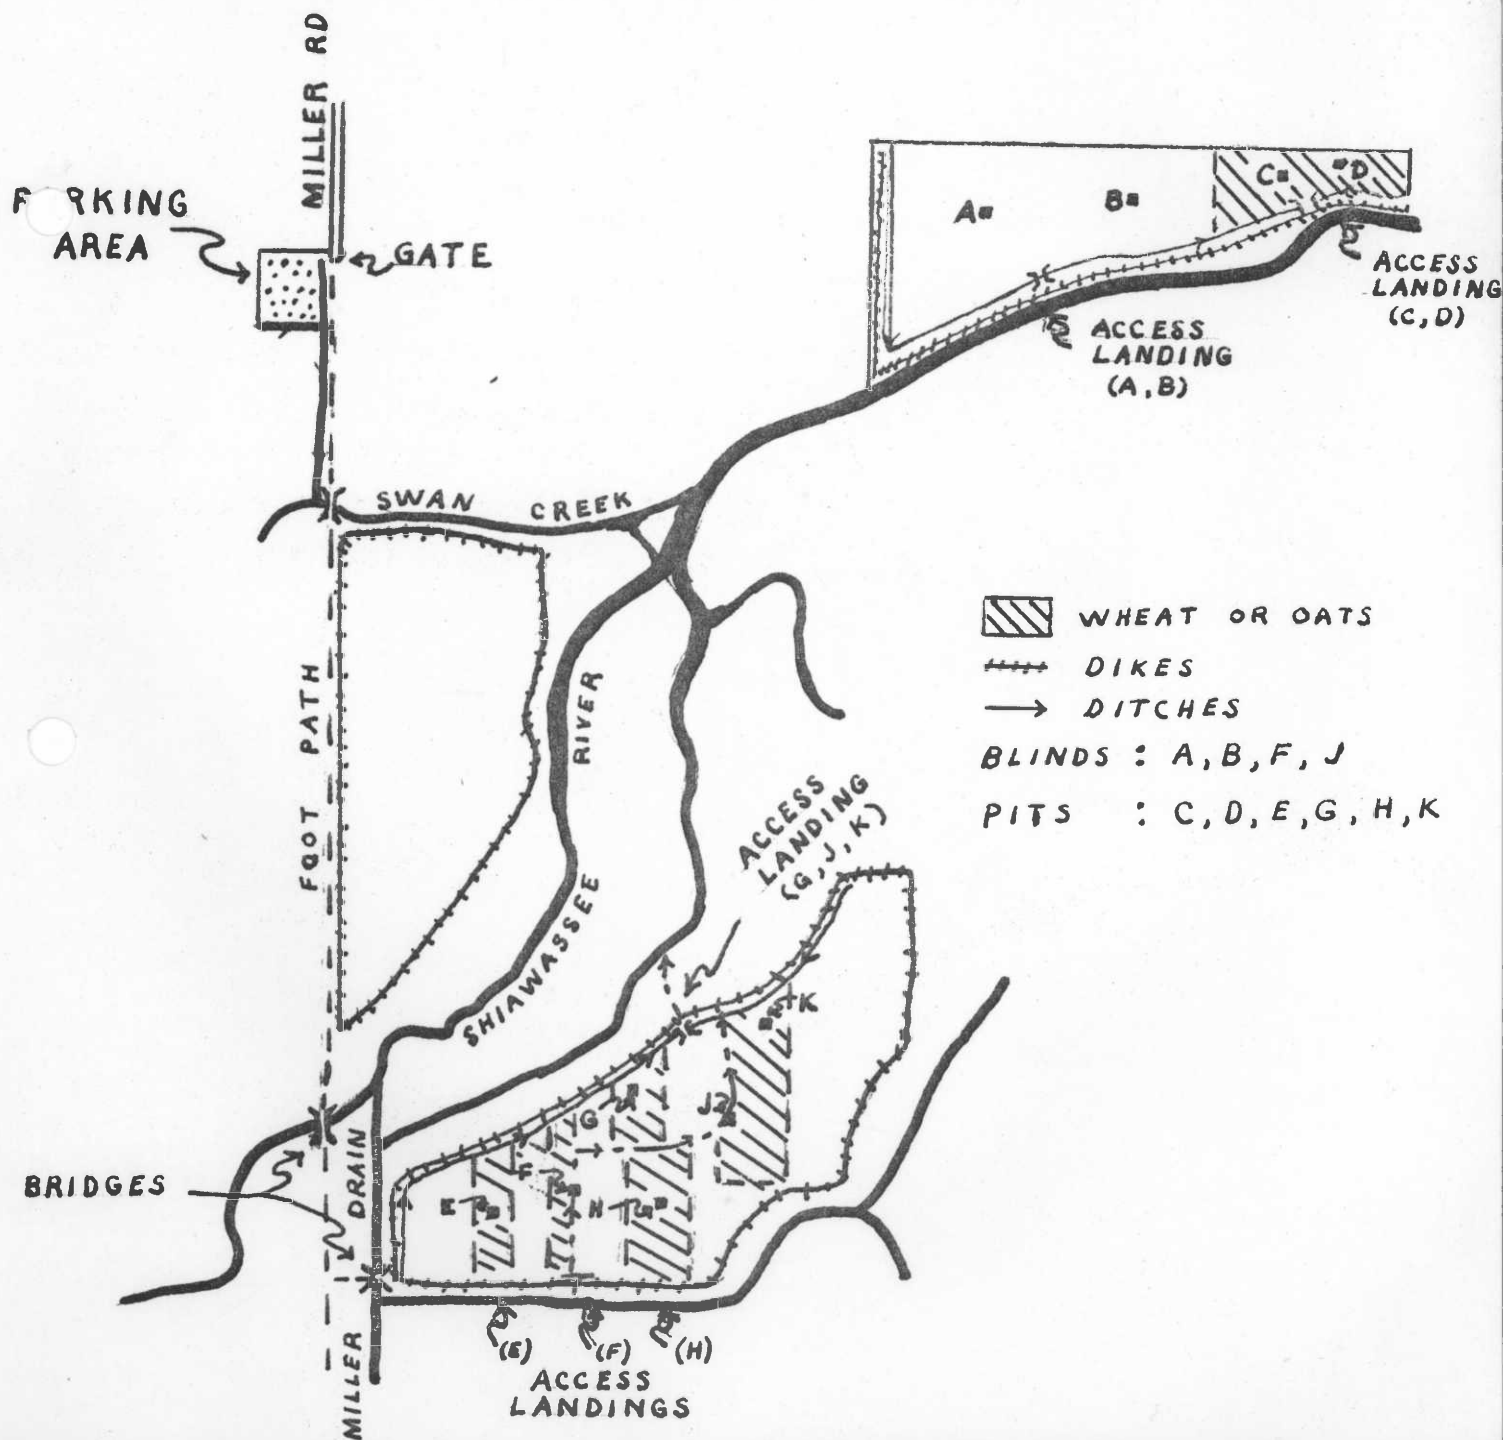 MILLER RD
PARKING
AREA
GATE
A
B
C
D
ACCESS
LANDING
(C,D)
ACCESS
LANDING
(A,B)
SWAN CREEK
WHEAT OR OATS
DIKES
DITCHES
BLINDS : A, B, F, J
PITS : C, D, E, G, H, K
FOOT PATH
RIVER
SHIAWASSEE
ACCESS
LANDING
(G, J, K)
K
G
J
F
E
H
BRIDGES
DRAIN
MILLER
(E)
(F)
(H)
ACCESS
LANDINGS